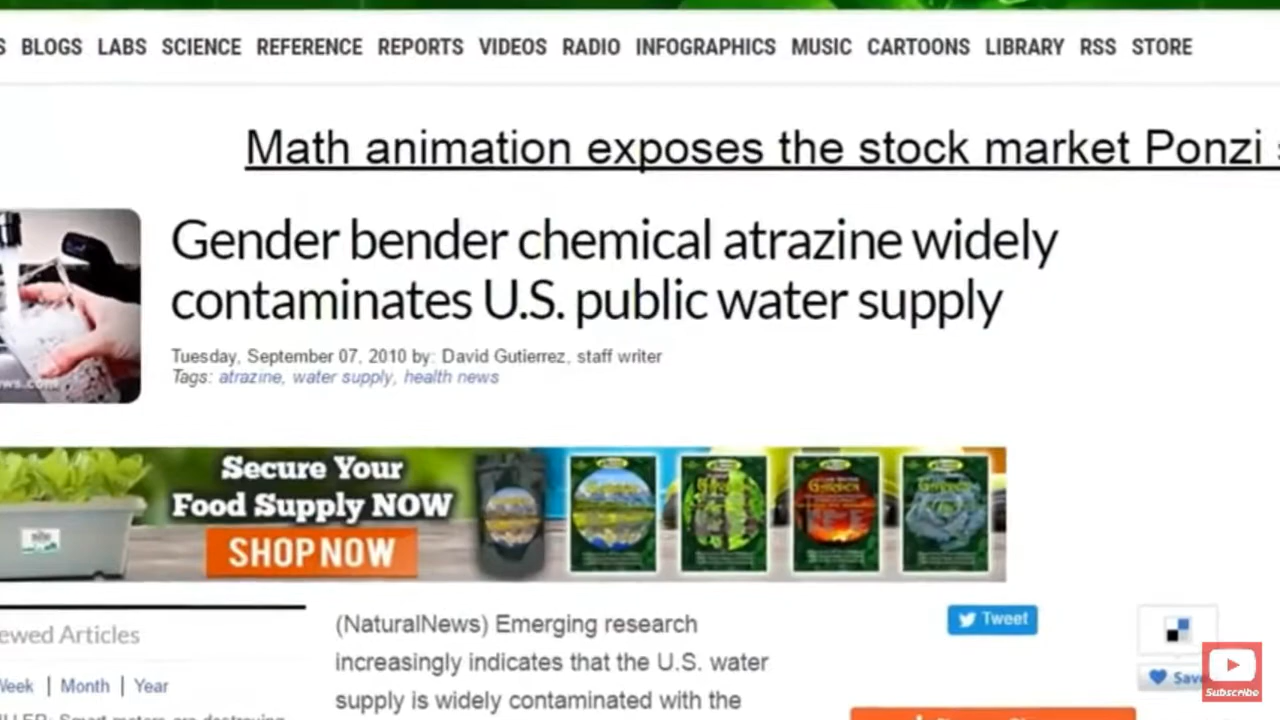 BLOGS LABS SCIENCE REFERENCE REPORTS VIDEOS RADIO INFOGRAPHICS MUSIC CARTOONS LIBRARY RSS STORE
Math animation exposes the stock market Ponzi
Gender bender chemical atrazine widely
contaminates U.S. public water supply
Tuesday, September 07, 2010 by: David Gutierrez, staff writer
Tags: atrazine, water supply, health news
Secure Your
Food Supply NOW
SHOP NOW
ewed Articles
Week | Month | Year
(NaturalNews) Emerging research
increasingly indicates that the U.S. water
supply is widely contaminated with the
Tweet
Save
Subscribe